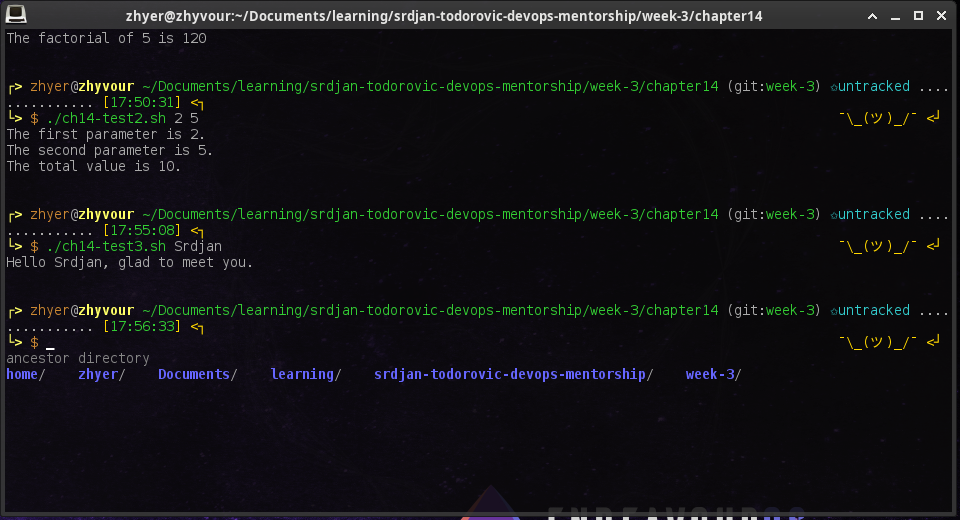 zhyer@zhyvour:~/Documents/learning/srdjan-todorovic-devops-mentorship/week-3/chapter14
The factorial of 5 is 120
┌> zhyer@zhyvour ~/Documents/learning/srdjan-todorovic-devops-mentorship/week-3/chapter14 (git:week-3) ✩untracked ....
........... [17:50:31] <┐
└> $ ./ch14-test2.sh 2 5 ¯\_(ツ)_/¯ <┘
The first parameter is 2.
The second parameter is 5.
The total value is 10.
┌> zhyer@zhyvour ~/Documents/learning/srdjan-todorovic-devops-mentorship/week-3/chapter14 (git:week-3) ✩untracked ....
........... [17:55:08] <┐
└> $ ./ch14-test3.sh Srdjan ¯\_(ツ)_/¯ <┘
Hello Srdjan, glad to meet you.
┌> zhyer@zhyvour ~/Documents/learning/srdjan-todorovic-devops-mentorship/week-3/chapter14 (git:week-3) ✩untracked ....
........... [17:56:33] <┐
└> $ _ ¯\_(ツ)_/¯ <┘
ancestor directory
home/ zhyer/ Documents/ learning/ srdjan-todorovic-devops-mentorship/ week-3/